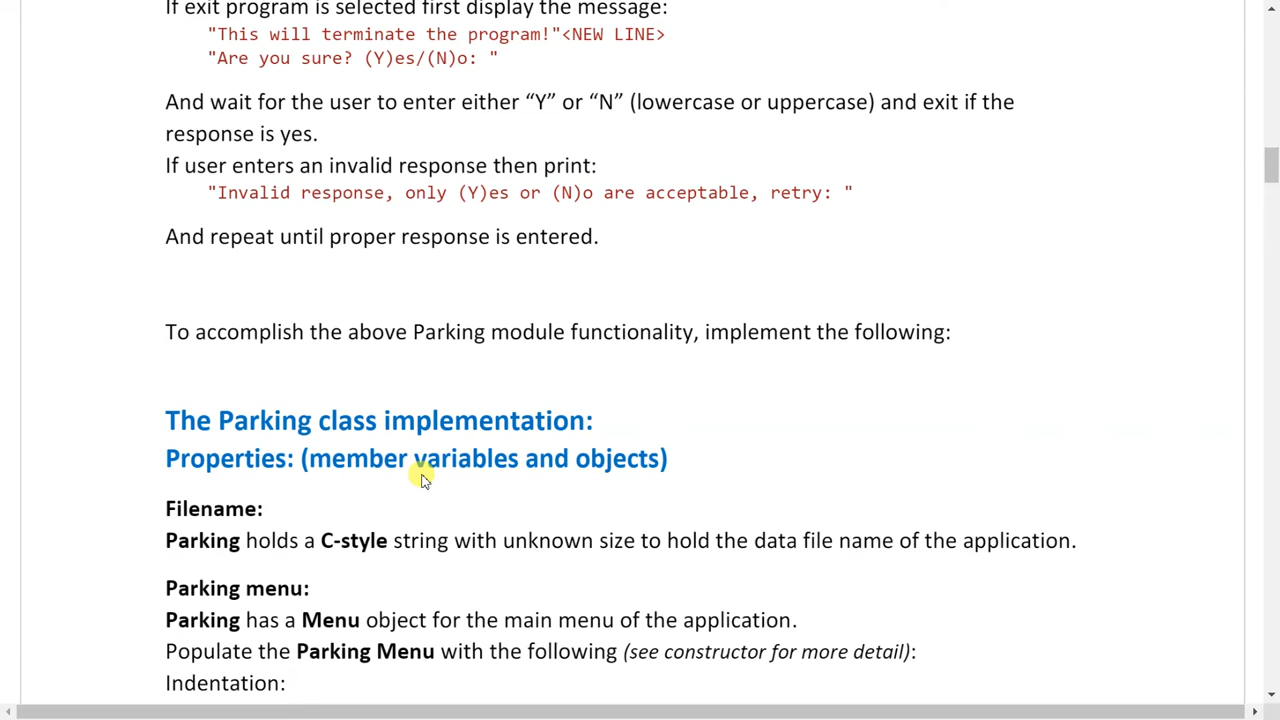 If exit program is selected first display the message:
"This will terminate the program!"<NEW LINE>
"Are you sure? (Y)es/(N)o: "
And wait for the user to enter either “Y” or “N” (lowercase or uppercase) and exit if the
response is yes.
If user enters an invalid response then print:
"Invalid response, only (Y)es or (N)o are acceptable, retry: "
And repeat until proper response is entered.
To accomplish the above Parking module functionality, implement the following:
The Parking class implementation:
Properties: (member variables and objects)
Filename:
Parking holds a C-style string with unknown size to hold the data file name of the application.
Parking menu:
Parking has a Menu object for the main menu of the application.
Populate the Parking Menu with the following (see constructor for more detail):
Indentation: